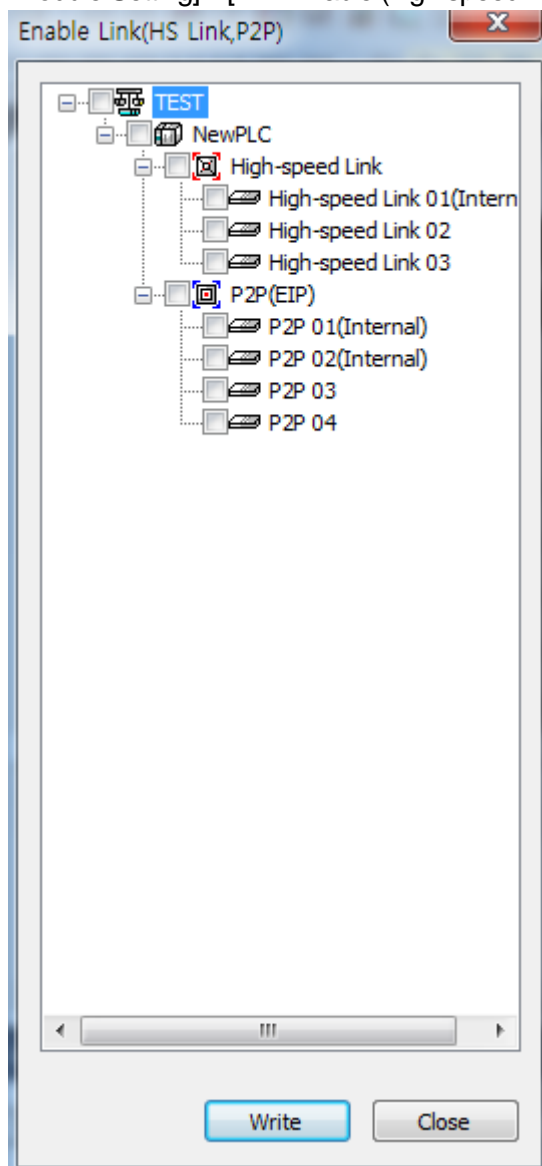 Enable Link(HS Link,P2P)
TEST
NewPLC
High-speed Link
High-speed Link 01(Intern
High-speed Link 02
High-speed Link 03
P2P(EIP)
P2P 01(Internal)
P2P 02(Internal)
P2P 03
P2P 04
Write
Close